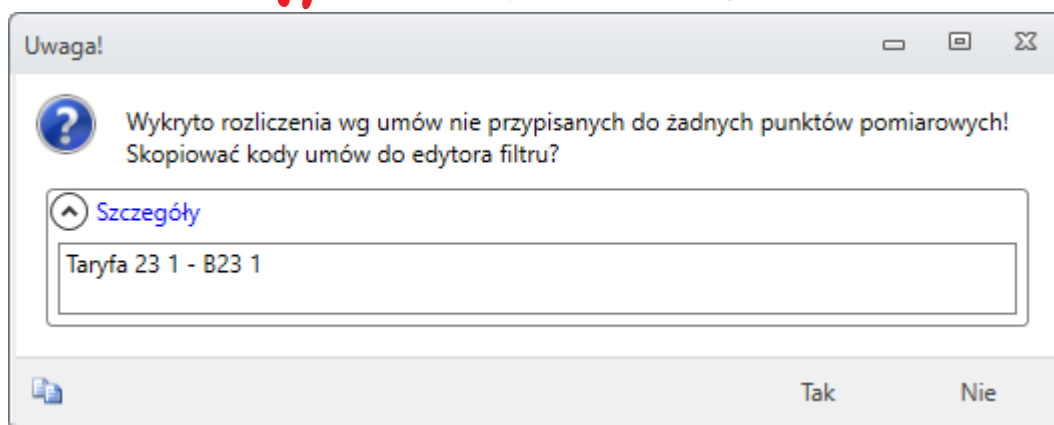 Uwaga!
Wykryto rozliczenia wg umów nie przypisanych do żadnych punktów pomiarowych!
Skopiować kody umów do edytora filtru?
Szczegóły
Taryfa 23 1 - B23 1
Tak Nie